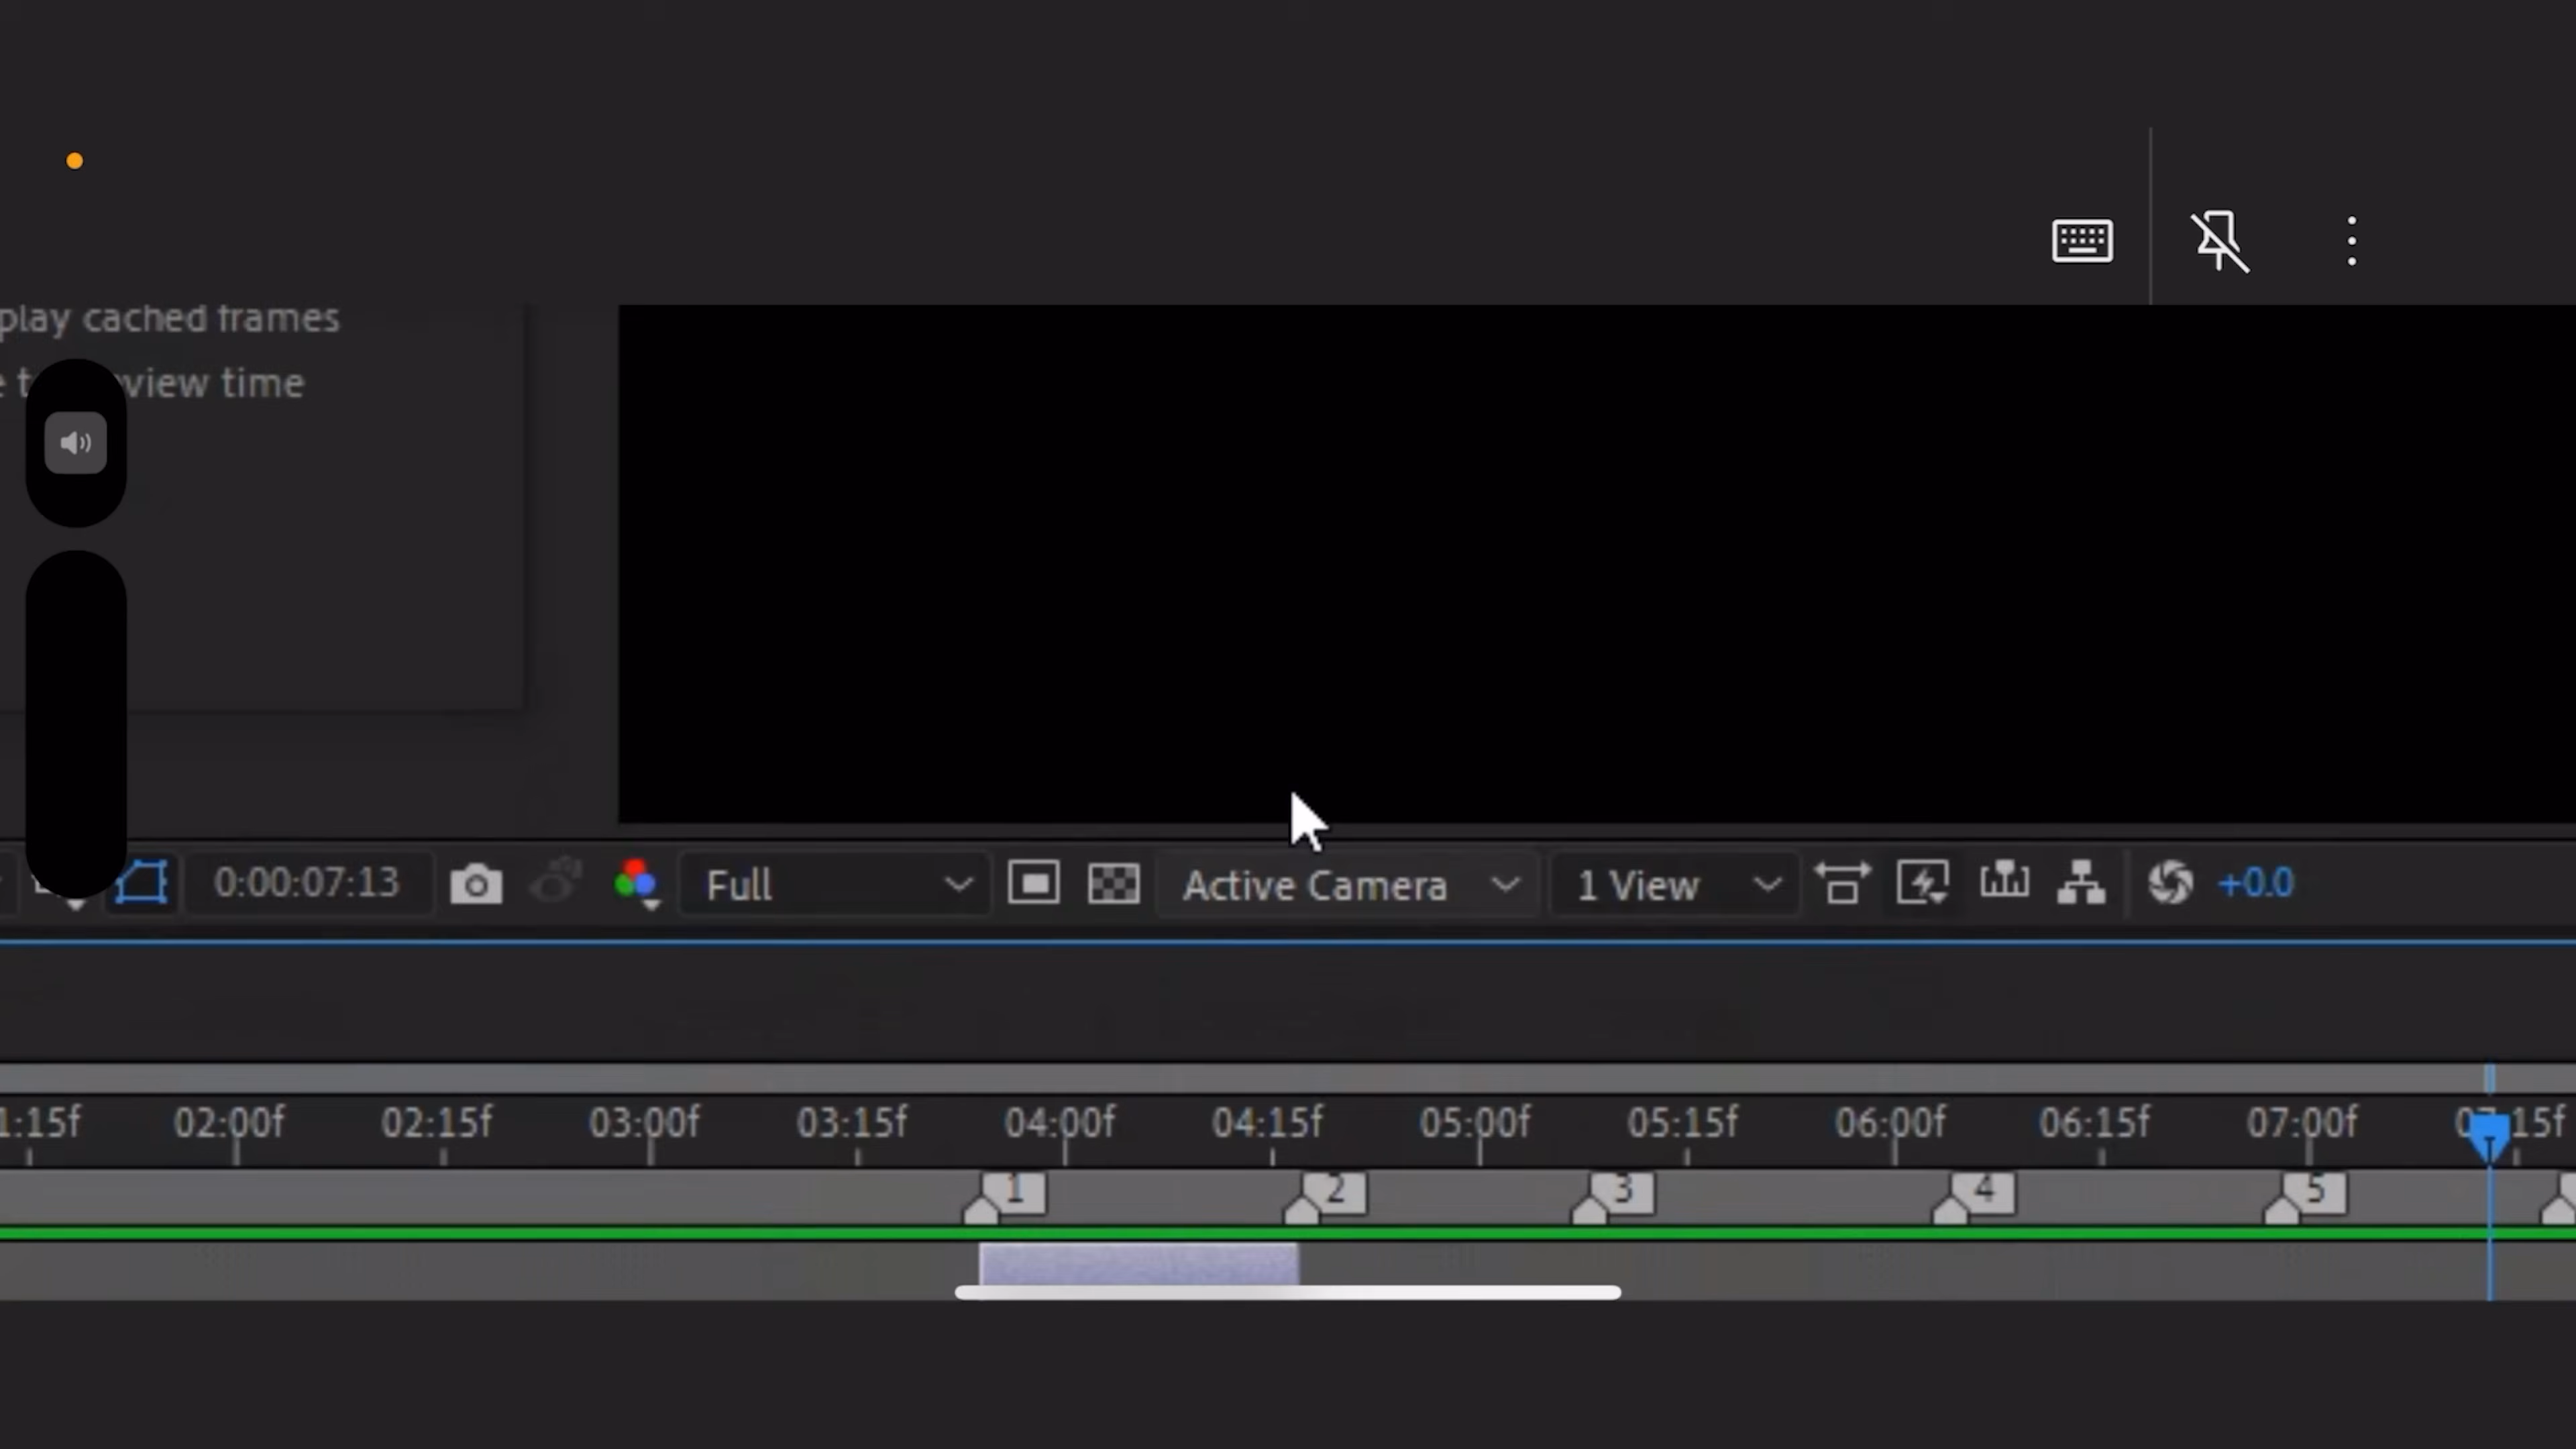 play cached frames
view time
0:00:07:13 Full Active Camera 1 View +0.0
1:15f 02:00f 02:15f 03:00f 03:15f 04:00f 04:15f 05:00f 05:15f 06:00f 06:15f 07:00f 15f
1 2 3 4 5